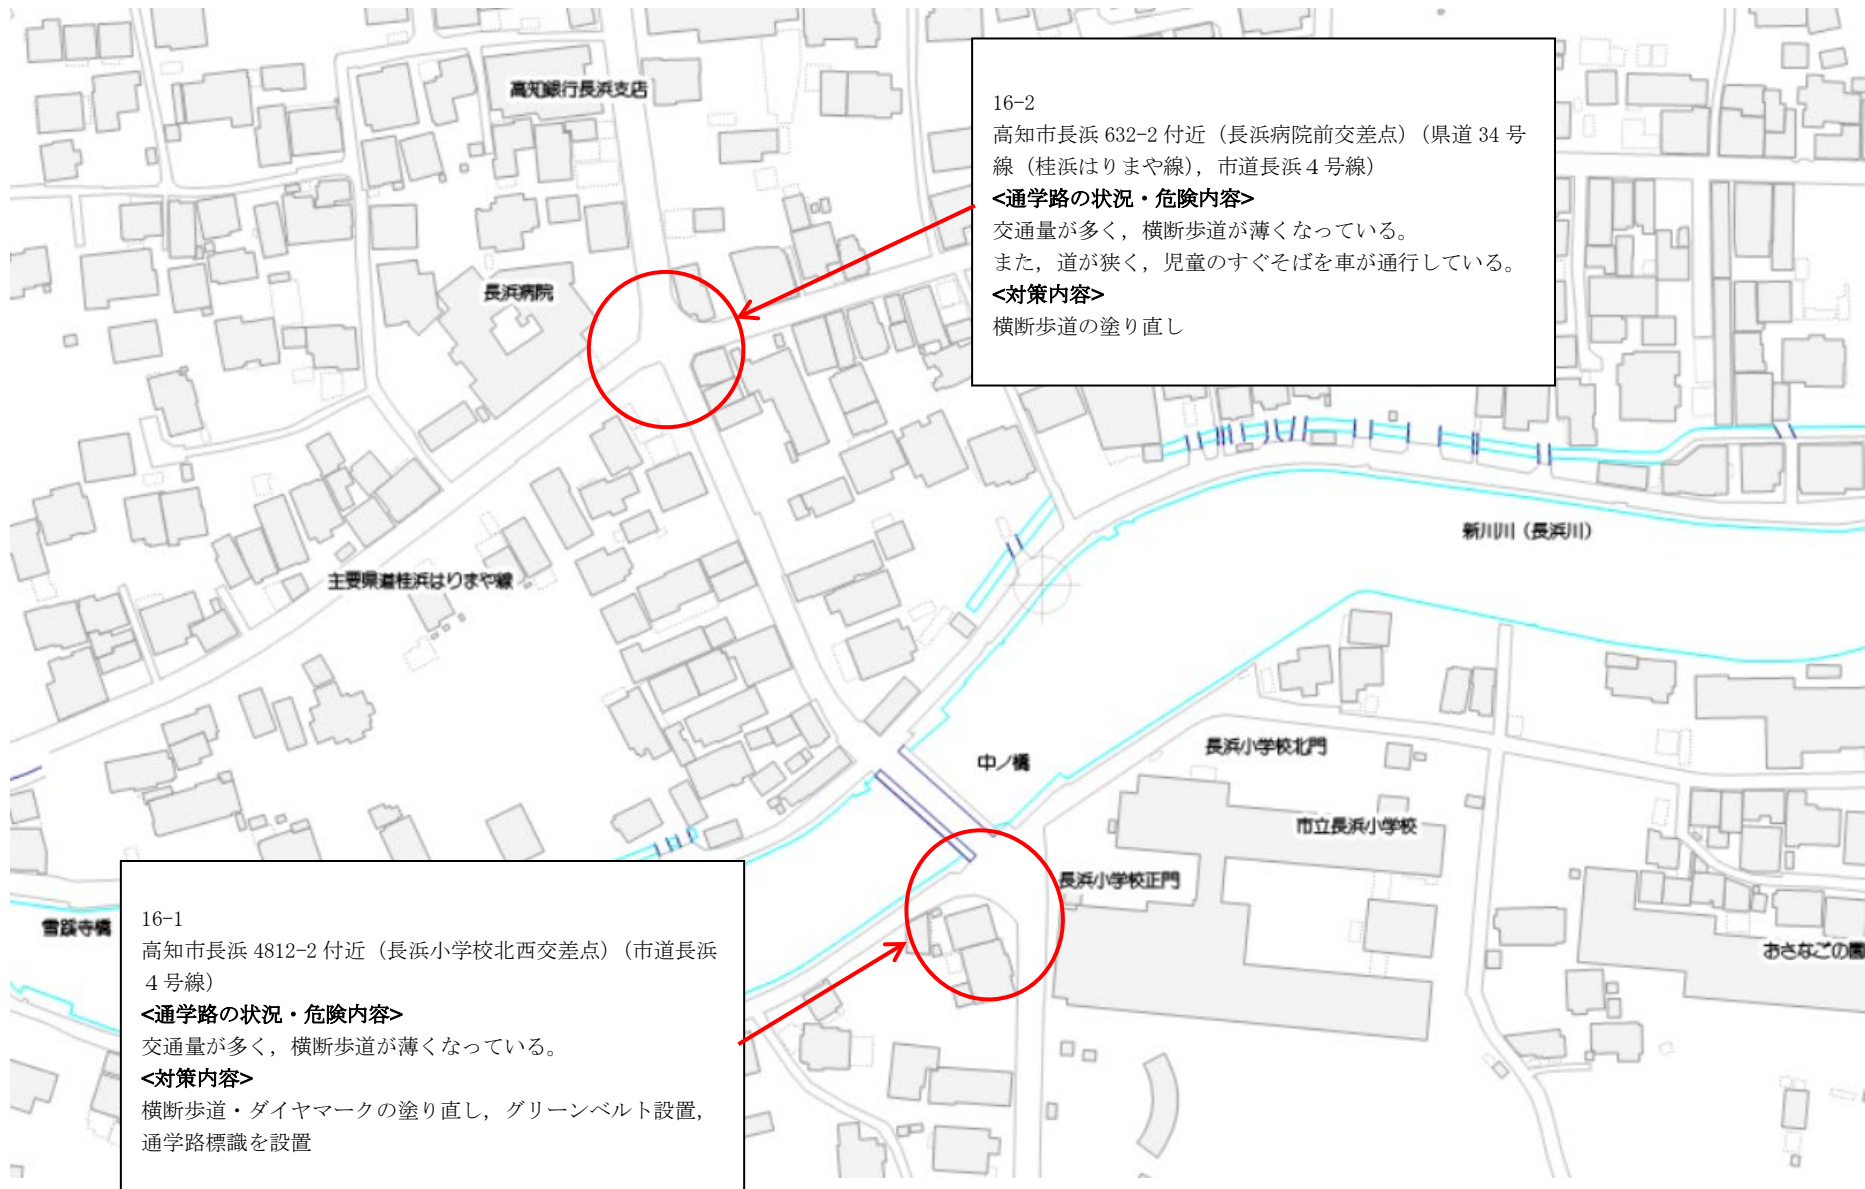 高知銀行長浜支店
16-2
高知市長浜 632-2 付近（長浜病院前交差点）（県道 34 号
線（桂浜はりまや線），市道長浜４号線）
<通学路の状況・危険内容>
交通量が多く，横断歩道が薄くなっている。
また，道が狭く，児童のすぐそばを車が通行している。
<対策内容>
横断歩道の塗り直し
長浜病院
新川川（長浜川）
主要県道桂浜はりまや線
長浜小学校北門
中ノ橋
市立長浜小学校
長浜小学校正門
雪蹊寺橋
おさなごの園
16-1
高知市長浜 4812-2 付近（長浜小学校北西交差点）（市道長浜
４号線）
<通学路の状況・危険内容>
交通量が多く，横断歩道が薄くなっている。
<対策内容>
横断歩道・ダイヤマークの塗り直し，グリーンベルト設置，
通学路標識を設置